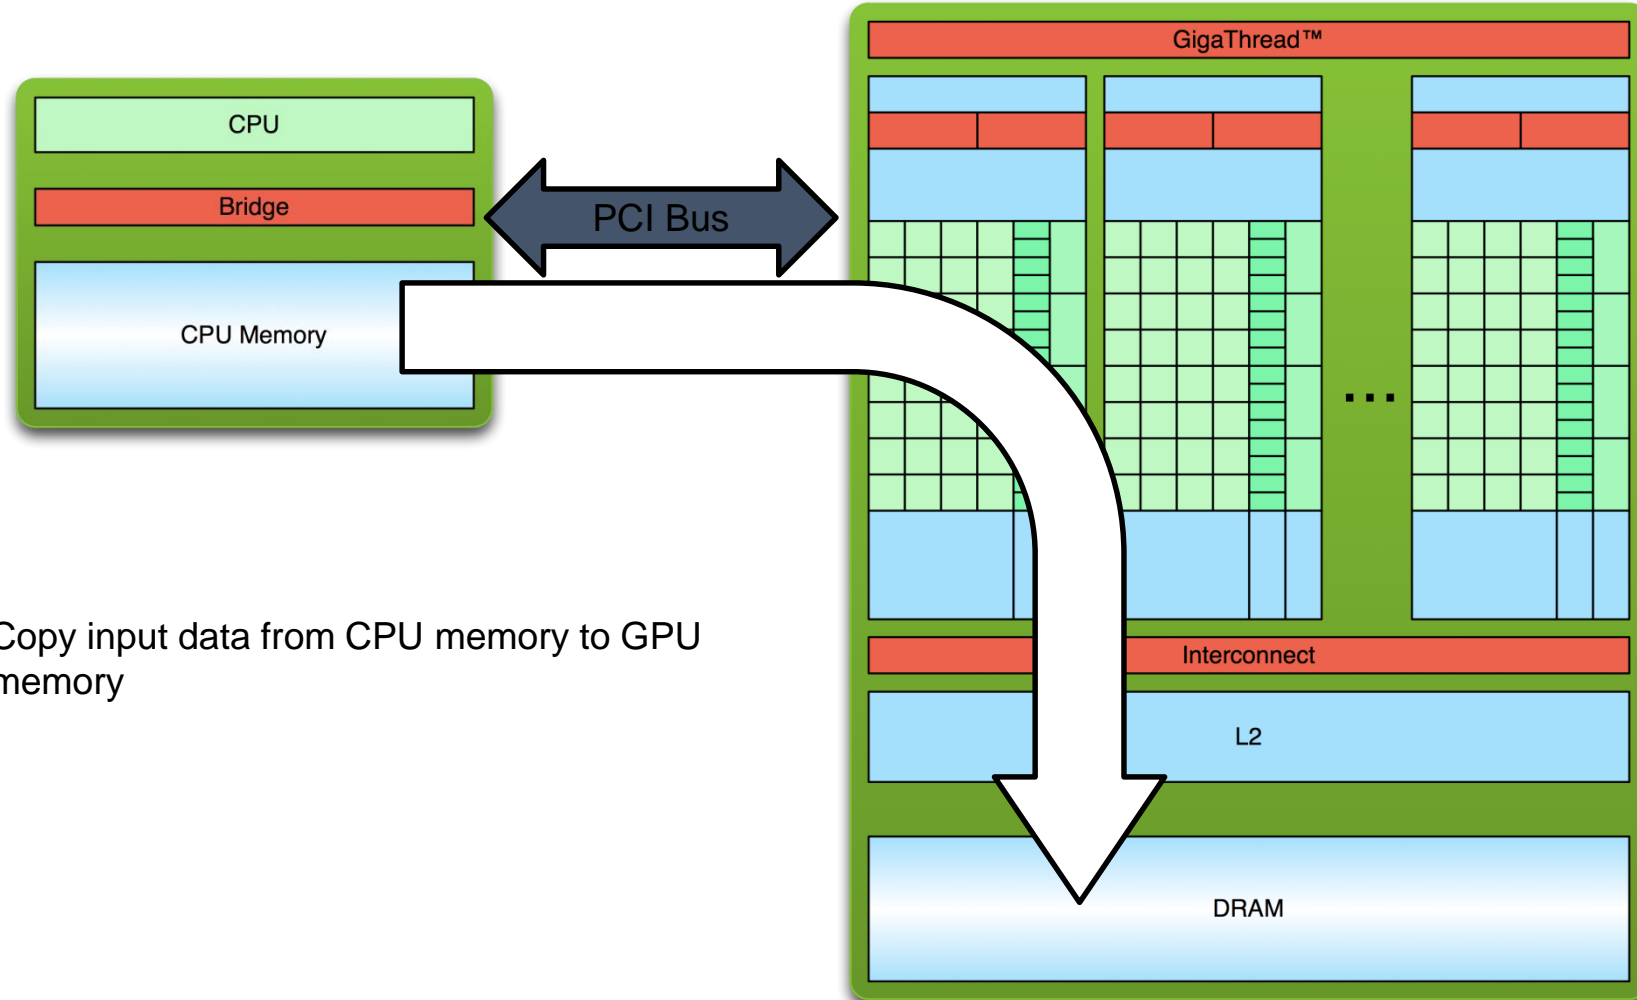 GigaThread™
CPU
Bridge
PCI Bus
CPU Memory
...
Copy input data from CPU memory to GPU
memory
Interconnect
L2
DRAM